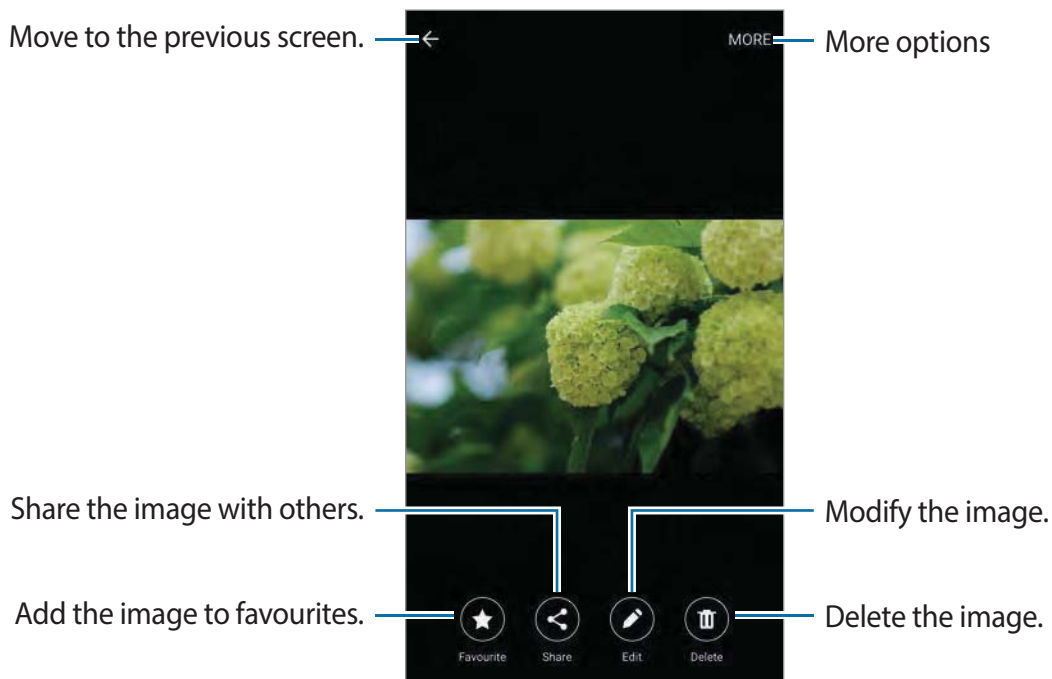 Move to the previous screen.
MORE
More options
Share the image with others.
Modify the image.
Add the image to favourites.
Delete the image.
Favourite
Share
Edit
Delete